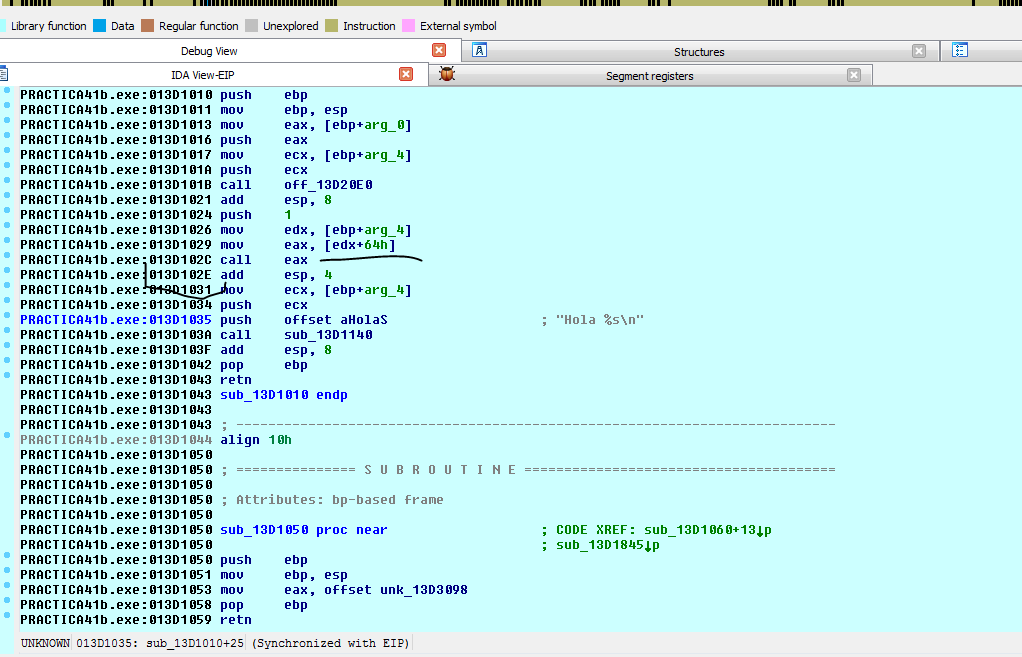 Library function Data Regular function Unexplored Instruction External symbol
Debug View Structures
IDA View-EIP Segment registers
PRACTICA41b.exe:013D1010 push ebp
PRACTICA41b.exe:013D1011 mov ebp, esp
PRACTICA41b.exe:013D1013 mov eax, [ebp+arg_0]
PRACTICA41b.exe:013D1016 push eax
PRACTICA41b.exe:013D1017 mov ecx, [ebp+arg_4]
PRACTICA41b.exe:013D101A push ecx
PRACTICA41b.exe:013D101B call off_13D20E0
PRACTICA41b.exe:013D1021 add esp, 8
PRACTICA41b.exe:013D1024 push 1
PRACTICA41b.exe:013D1026 mov edx, [ebp+arg_4]
PRACTICA41b.exe:013D1029 mov eax, [edx+64h]
PRACTICA41b.exe:013D102C call eax
PRACTICA41b.exe:013D102E add esp, 4
PRACTICA41b.exe:013D1031 mov ecx, [ebp+arg_4]
PRACTICA41b.exe:013D1034 push ecx
PRACTICA41b.exe:013D1035 push offset aHolaS ; "Hola %s\n"
PRACTICA41b.exe:013D103A call sub_13D1140
PRACTICA41b.exe:013D103F add esp, 8
PRACTICA41b.exe:013D1042 pop ebp
PRACTICA41b.exe:013D1043 retn
PRACTICA41b.exe:013D1043 sub_13D1010 endp
PRACTICA41b.exe:013D1043
PRACTICA41b.exe:013D1043 ; ---------------------------------------------------------------------------
PRACTICA41b.exe:013D1044 align 10h
PRACTICA41b.exe:013D1050
PRACTICA41b.exe:013D1050 ; =============== S U B R O U T I N E =======================================
PRACTICA41b.exe:013D1050
PRACTICA41b.exe:013D1050 ; Attributes: bp-based frame
PRACTICA41b.exe:013D1050
PRACTICA41b.exe:013D1050 sub_13D1050 proc near ; CODE XREF: sub_13D1060+13↓p
PRACTICA41b.exe:013D1050 ; sub_13D1845↓p
PRACTICA41b.exe:013D1050 push ebp
PRACTICA41b.exe:013D1051 mov ebp, esp
PRACTICA41b.exe:013D1053 mov eax, offset unk_13D3098
PRACTICA41b.exe:013D1058 pop ebp
PRACTICA41b.exe:013D1059 retn
UNKNOWN 013D1035: sub_13D1010+25 (Synchronized with EIP)